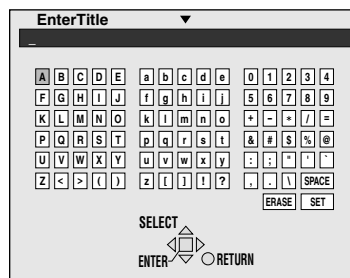 EnterTitle ▼
_
A B C D E a b c d e 0 1 2 3 4
F G H I J f g h i j 5 6 7 8 9
K L M N O k l m n o + - * / =
P Q R S T p q r s t & # $ % @
U V W X Y u v w x y : ; " ' `
Z < > ( ) z [ ] ! ? , . \ SPACE
ERASE SET
SELECT
ENTER RETURN